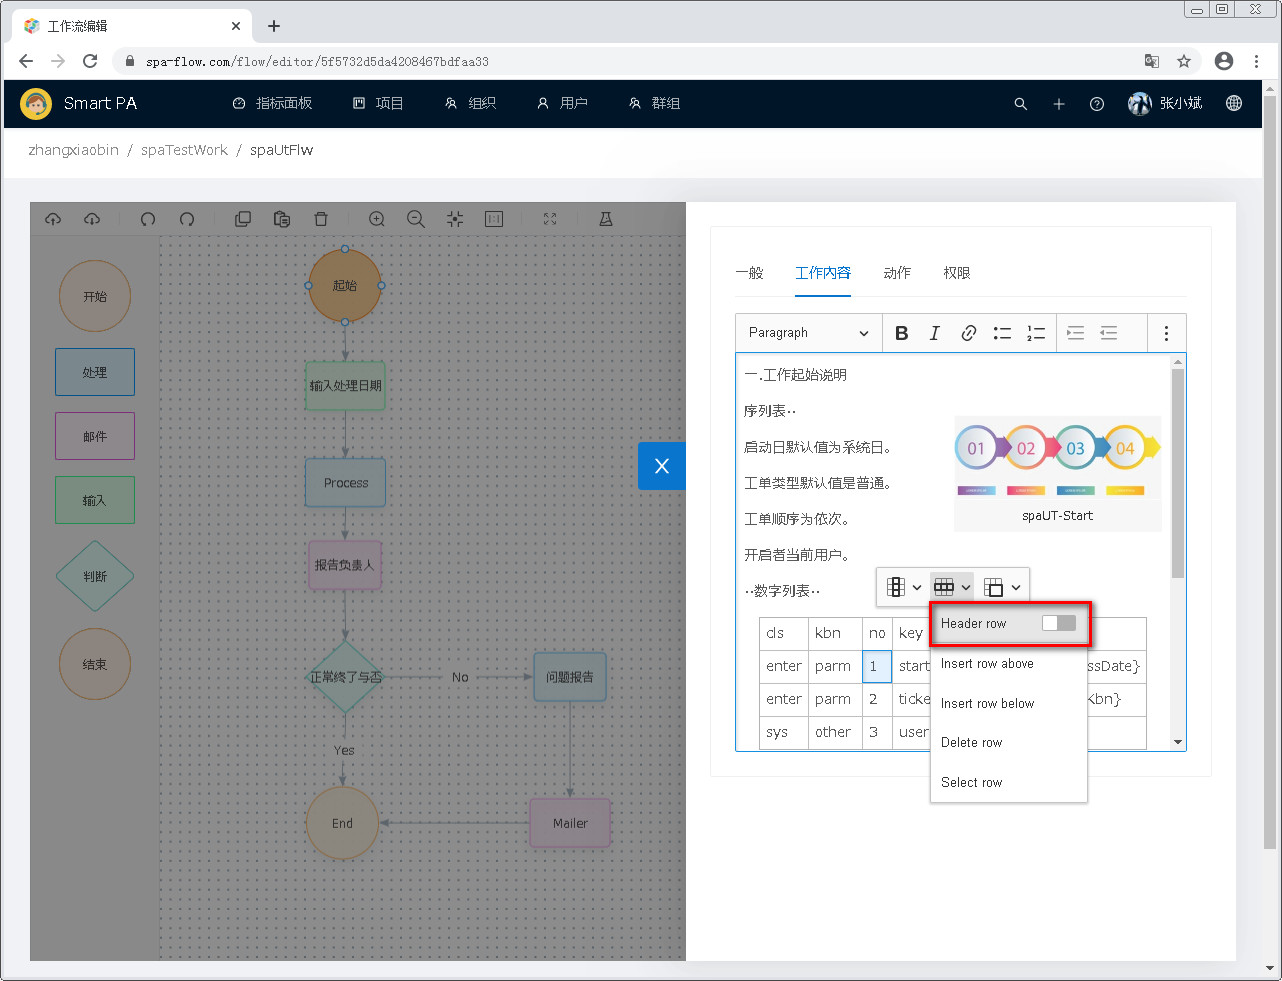 工作流编辑
spa-flow.com/flow/editor/5f5732d5da4208467bdfaa33
Smart PA
指标面板
项目
组织
用户
群组
张小斌
zhangxiaobin / spaTestWork / spaUtFlw
1:1
开始
处理
邮件
输入
判断
结束
起始
输入处理日期
Process
报告负责人
正常终了与否
No
问题报告
Yes
End
Mailer
X
一般
工作内容
动作
权限
Paragraph
一.工作起始说明
序列表··
启动日默认值为系统日。
工单类型默认值是普通。
工单顺序为依次。
开启者当前用户。
··数字列表··
01 02 03 04
spaUT-Start
cls kbn no key
enter parm 1 start ssDate}
enter parm 2 ticke Kbn}
sys other 3 user
Header row
Insert row above
Insert row below
Delete row
Select row